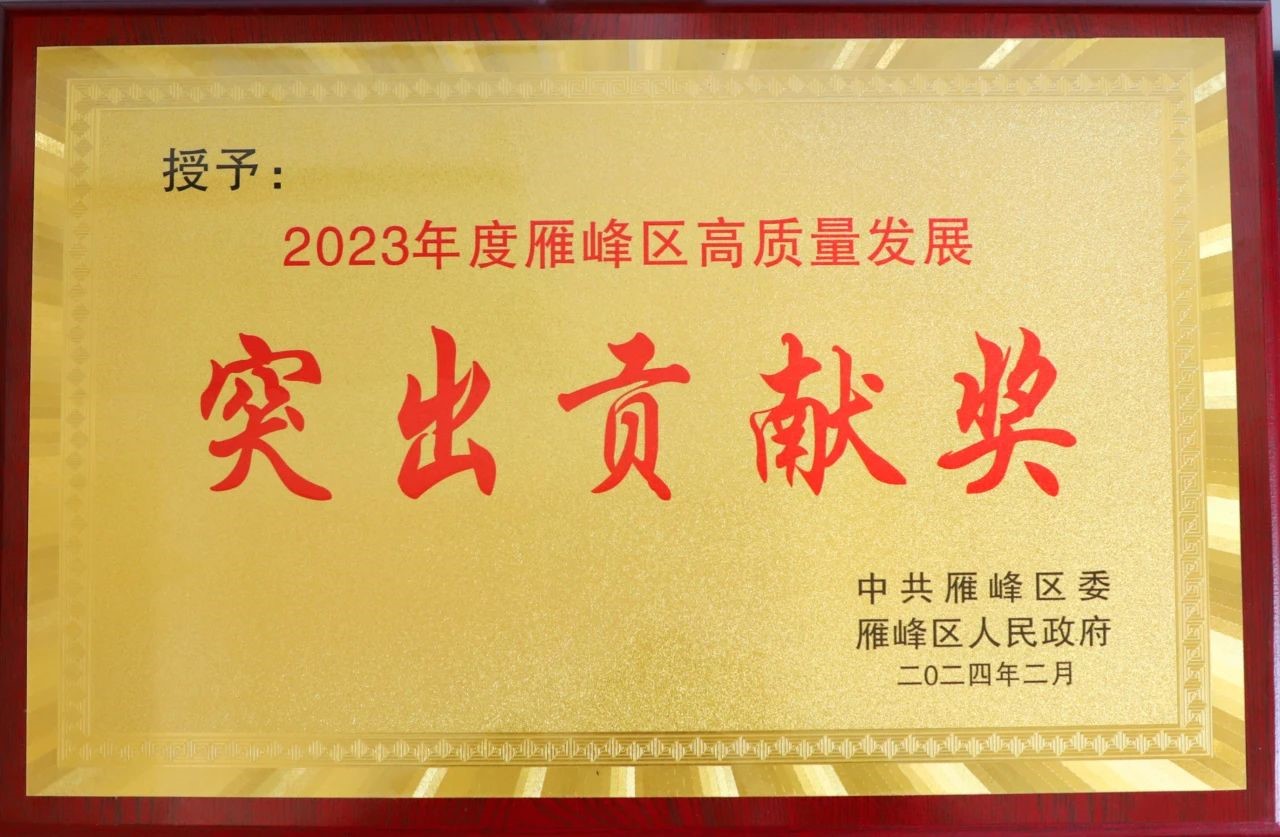 授予：
2023年度雁峰区高质量发展
突出贡献奖
中共雁峰区委
雁峰区人民政府
二0二四年二月